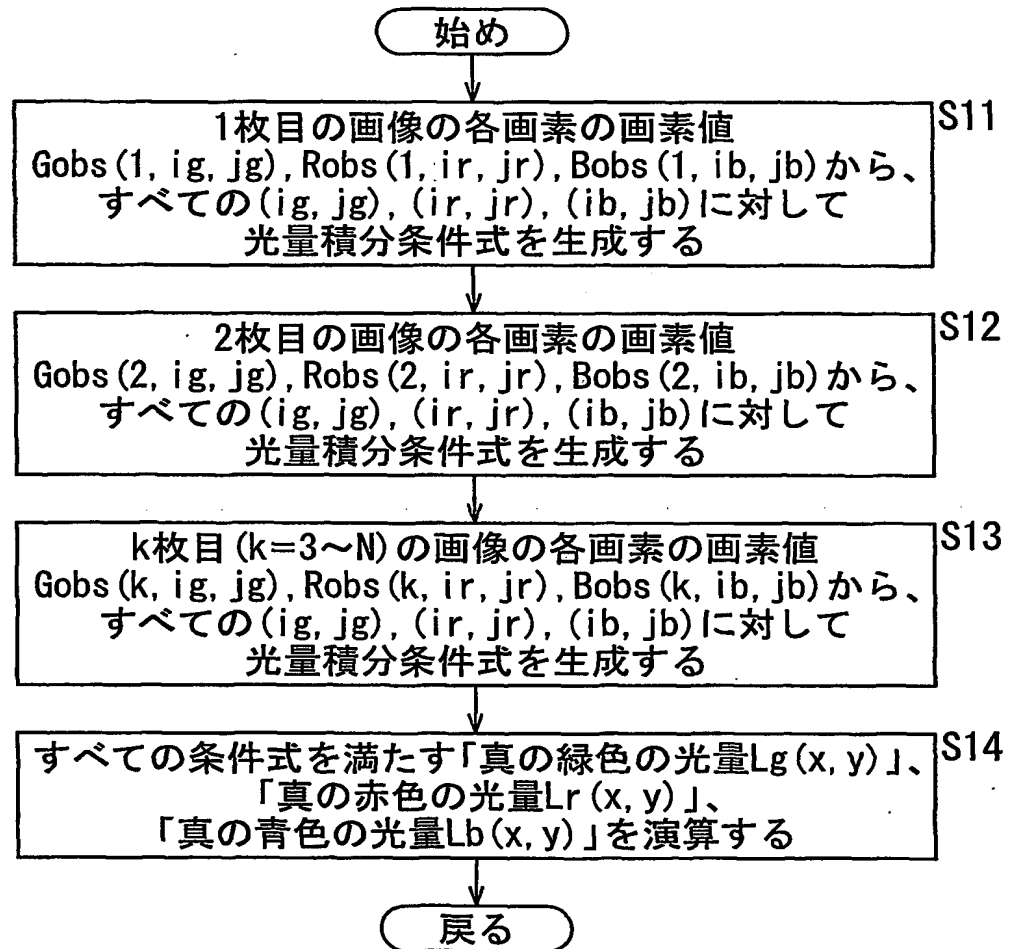 始め
S11
1枚目の画像の各画素の画素値
Gobs(1, ig, jg), Robs(1, ir, jr), Bobs(1, ib, jb)から、
すべての(ig, jg), (ir, jr), (ib, jb)に対して
光量積分条件式を生成する
S12
2枚目の画像の各画素の画素値
Gobs(2, ig, jg), Robs(2, ir, jr), Bobs(2, ib, jb)から、
すべての(ig, jg), (ir, jr), (ib, jb)に対して
光量積分条件式を生成する
S13
k枚目(k=3～N)の画像の各画素の画素値
Gobs(k, ig, jg), Robs(k, ir, jr), Bobs(k, ib, jb)から、
すべての(ig, jg), (ir, jr), (ib, jb)に対して
光量積分条件式を生成する
S14
すべての条件式を満たす「真の緑色の光量Lg(x, y)」、
「真の赤色の光量Lr(x, y)」、
「真の青色の光量Lb(x, y)」を演算する
戻る